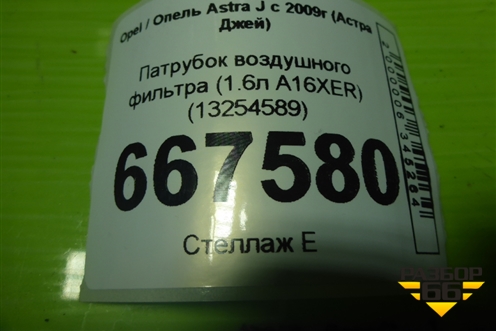 Opel / Опель Astra J с 2009г (Астра
Джей)
Патрубок воздушного
фильтра (1.6л A16XER)
(13254589)
667580
Стеллаж Е
РАЗБОР
66